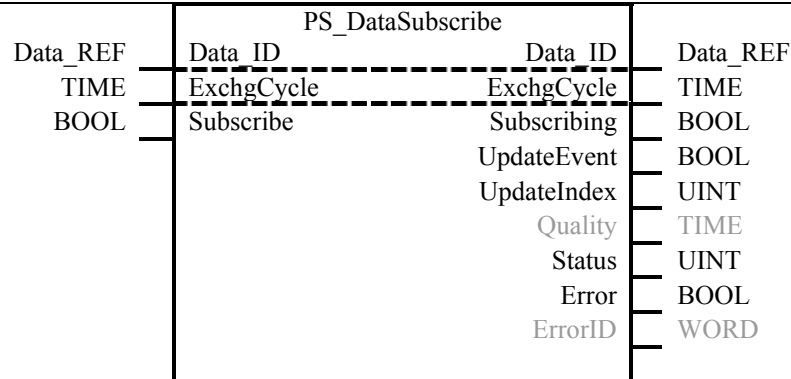 PS_DataSubscribe
Data_REF Data_ID Data_ID Data_REF
TIME ExchgCycle ExchgCycle TIME
BOOL Subscribe Subscribing BOOL
UpdateEvent BOOL
UpdateIndex UINT
Quality TIME
Status UINT
Error BOOL
ErrorID WORD